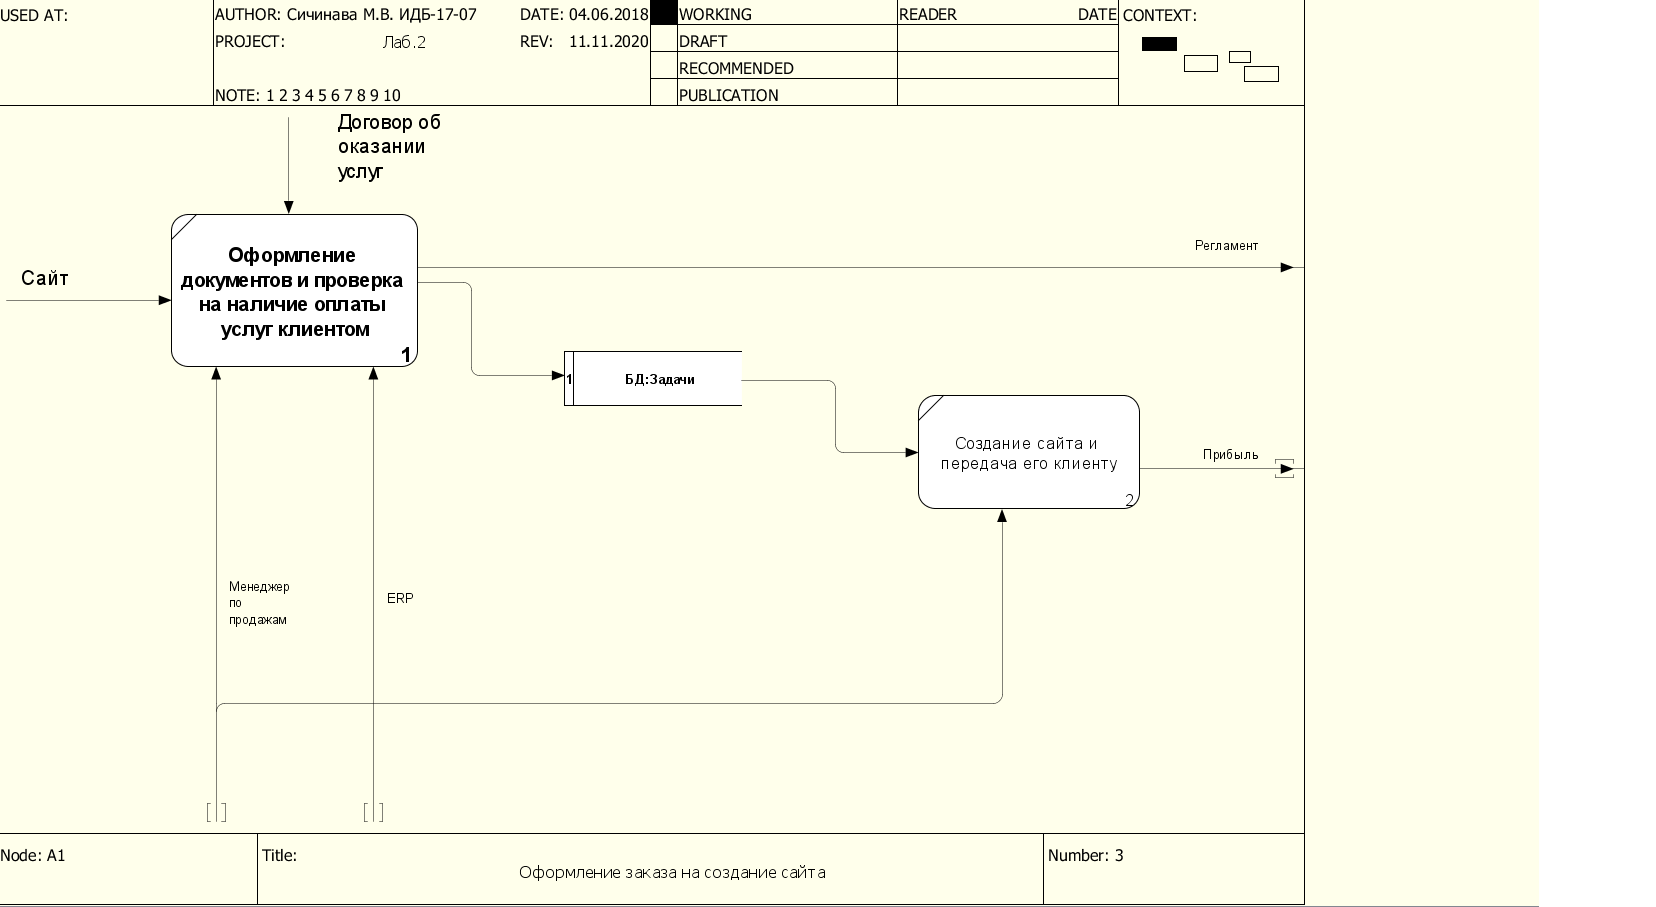 USED AT:
AUTHOR: Сичинава М.В. ИДБ-17-07
DATE: 04.06.2018
PROJECT: Лаб.2
REV: 11.11.2020
NOTE: 1 2 3 4 5 6 7 8 9 10
WORKING
DRAFT
RECOMMENDED
PUBLICATION
READER DATE
CONTEXT:
Договор об
оказании
услуг
Сайт
Оформление
документов и проверка
на наличие оплаты
услуг клиентом
1
Регламент
1 БД:Задачи
Создание сайта и
передача его клиенту
2
Прибыль
Менеджер
по
продажам
ERP
Node: A1
Title:
Оформление заказа на создание сайта
Number: 3